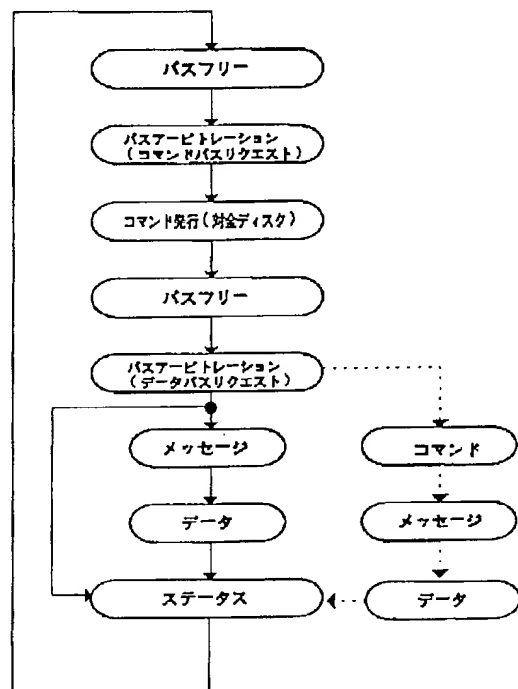 バスフリー
バスアービトレーション
(コマンドバスリクエスト)
コマンド発行(対全ディスク)
バスフリー
バスアービトレーション
(データバスリクエスト)
メッセージ
コマンド
データ
メッセージ
ステータス
データ